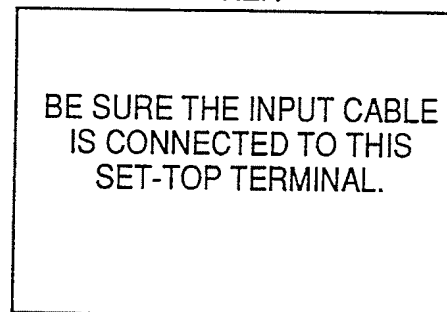 BE SURE THE INPUT CABLE
IS CONNECTED TO THIS
SET-TOP TERMINAL.